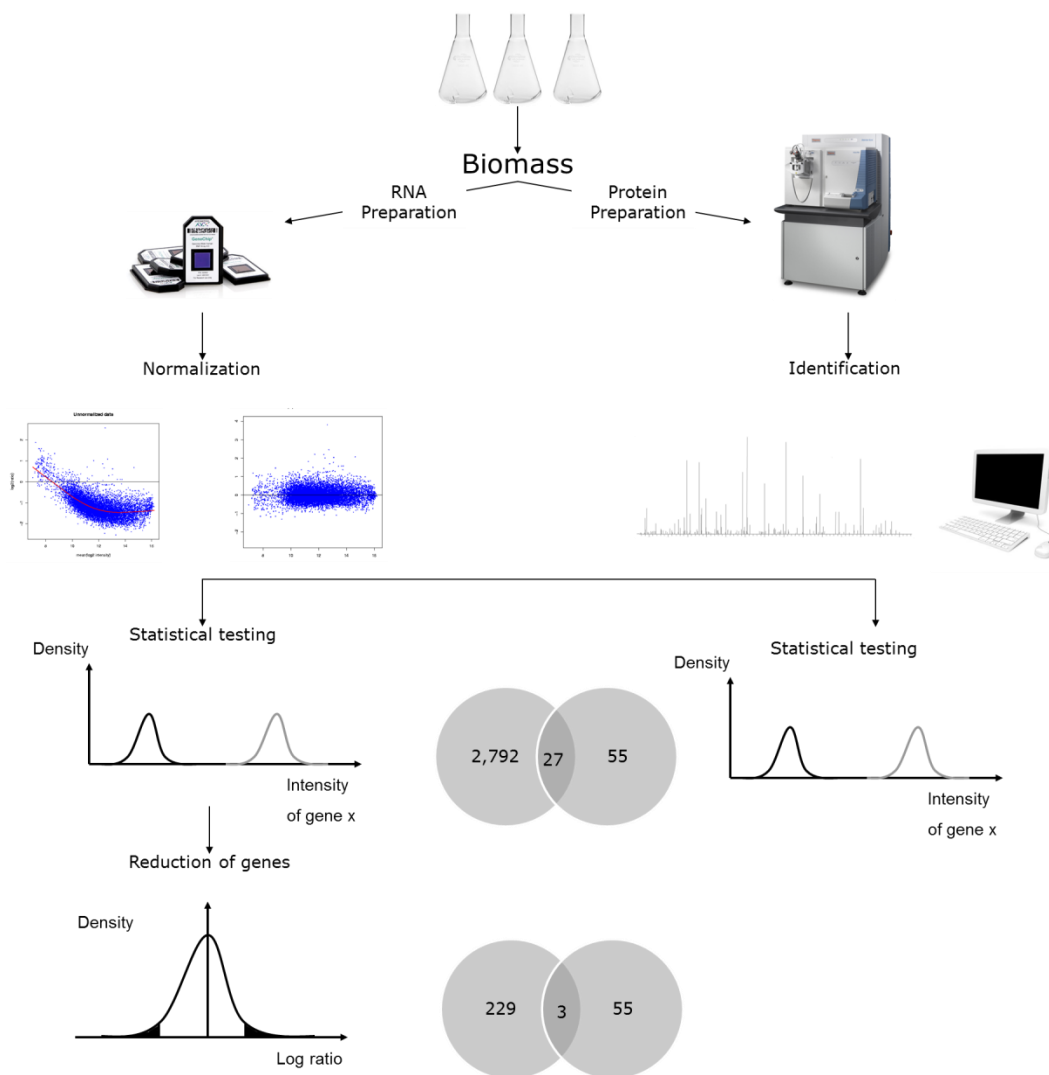 Biomass
RNA
Preparation
Protein
Preparation
GeneChip
Normalization
Identification
Unnormalized data
Statistical testing
Density
Intensity
of gene x
2,792
27
55
Statistical testing
Density
Intensity
of gene x
Reduction of genes
Density
Log ratio
229
3
55